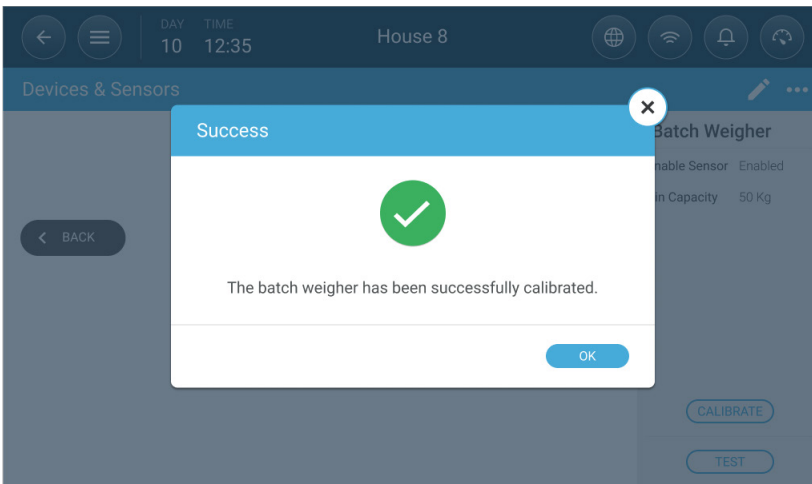 DAY TIME
10 12:35
House 8
Devices & Sensors
Success
Batch Weigher
nable Sensor Enabled
in Capacity 50 Kg
BACK
The batch weigher has been successfully calibrated.
OK
CALIBRATE
TEST